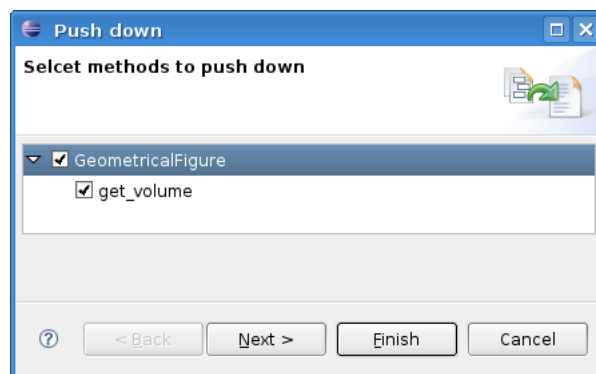 Push down
Selcet methods to push down
GeometricalFigure
get_volume
< Back Next > Finish Cancel